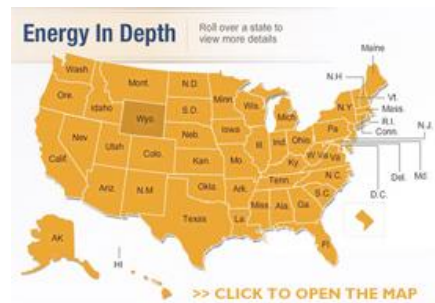 Energy In Depth
Roll over a state to
view more details
Maine
Wash
Mont.
N.D.
Minn
N.H
Vt.
Ore.
Idaho
Wyo.
S.D.
Wis.
Mich
N.Y.
Mass.
R.I.
Conn.
N.J.
Nev
Utah
Colo.
Neb.
Iowa
Ill.
Ind.
Ohio
Pa
Calif.
Kan.
Mo.
Ky.
W Va
Va
Del.
Md.
D.C.
Ariz.
N.M
Okla.
Ark.
Tenn.
N.C.
S.C.
Texas
La.
Miss.
Ala.
Ga.
Fl.
AK
HI
>> CLICK TO OPEN THE MAP